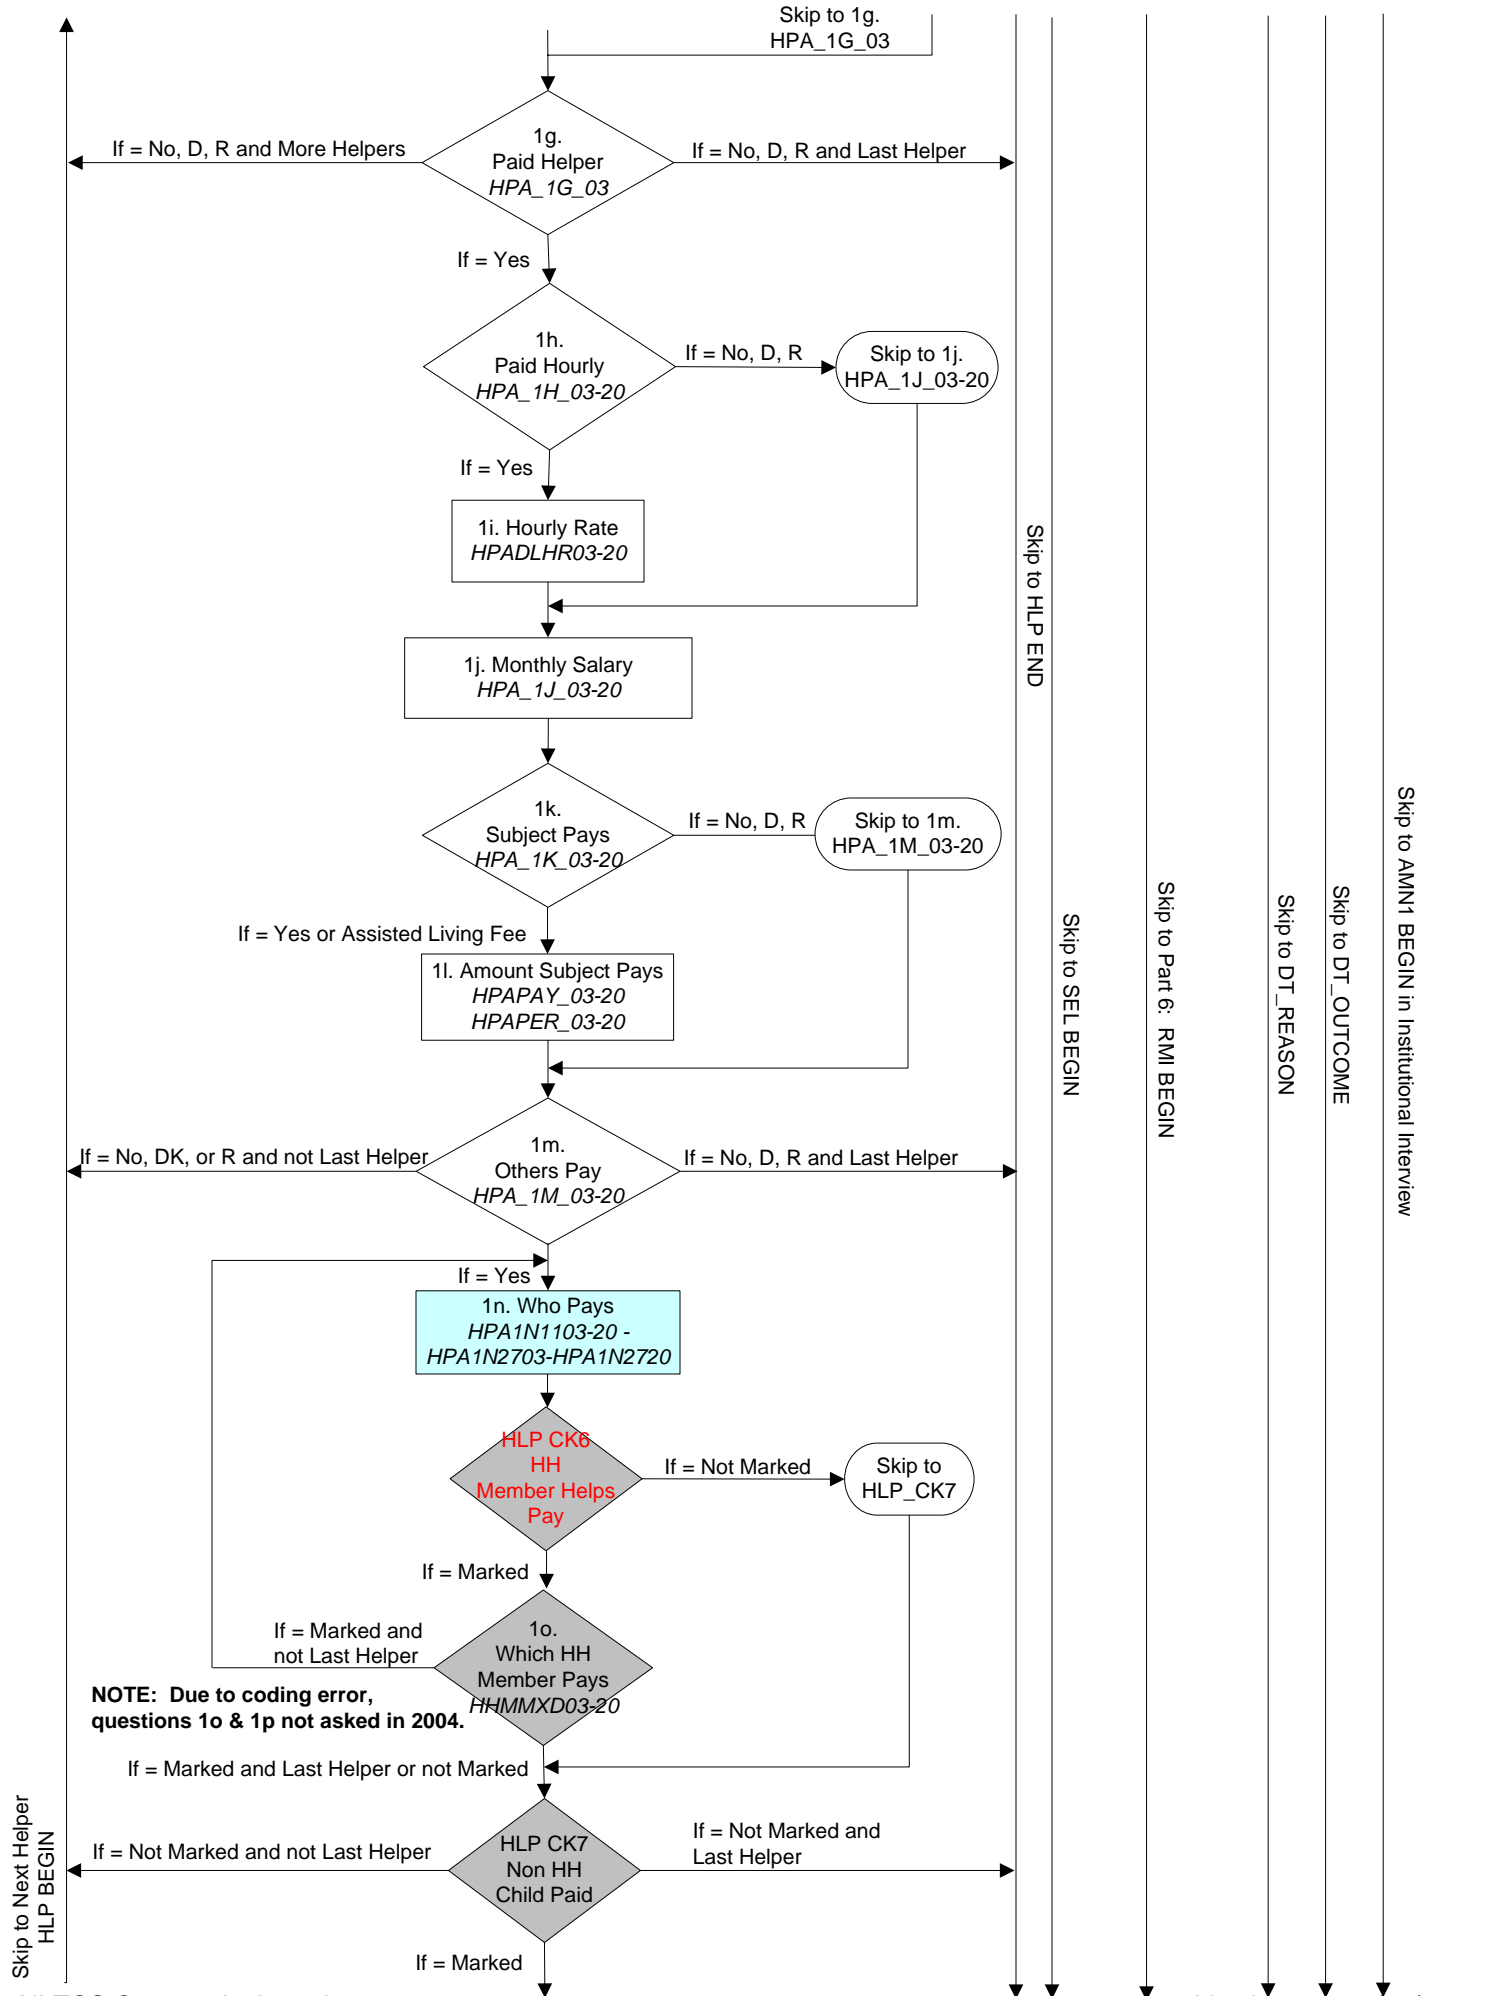 Skip to 1g.
HPA_1G_03
1g.
Paid Helper
HPA_1G_03
If = No, D, R and More Helpers
If = No, D, R and Last Helper
If = Yes
1h.
Paid Hourly
HPA_1H_03-20
If = No, D, R
Skip to 1j.
HPA_1J_03-20
If = Yes
1i. Hourly Rate
HPADLHR03-20
1j. Monthly Salary
HPA_1J_03-20
1k.
Subject Pays
HPA_1K_03-20
If = No, D, R
Skip to 1m.
HPA_1M_03-20
If = Yes or Assisted Living Fee
1l. Amount Subject Pays
HPAPAY_03-20
HPAPER_03-20
1m.
Others Pay
HPA_1M_03-20
If = No, DK, or R and not Last Helper
If = No, D, R and Last Helper
If = Yes
1n. Who Pays
HPA1N1103-20 -
HPA1N2703-HPA1N2720
HLP CK6
HH
Member Helps
Pay
If = Not Marked
Skip to
HLP_CK7
If = Marked
1o.
Which HH
Member Pays
HHMMXD03-20
If = Marked and
not Last Helper
NOTE:  Due to coding error,
questions 1o & 1p not asked in 2004.
If = Marked and Last Helper or not Marked
HLP CK7
Non HH
Child Paid
If = Not Marked and not Last Helper
If = Not Marked and
Last Helper
If = Marked
Skip to Next Helper
HLP BEGIN
Skip to HLP END
Skip to SEL BEGIN
Skip to Part 6:  RMI BEGIN
Skip to DT_REASON
Skip to DT_OUTCOME
Skip to AMN1 BEGIN in Institutional Interview